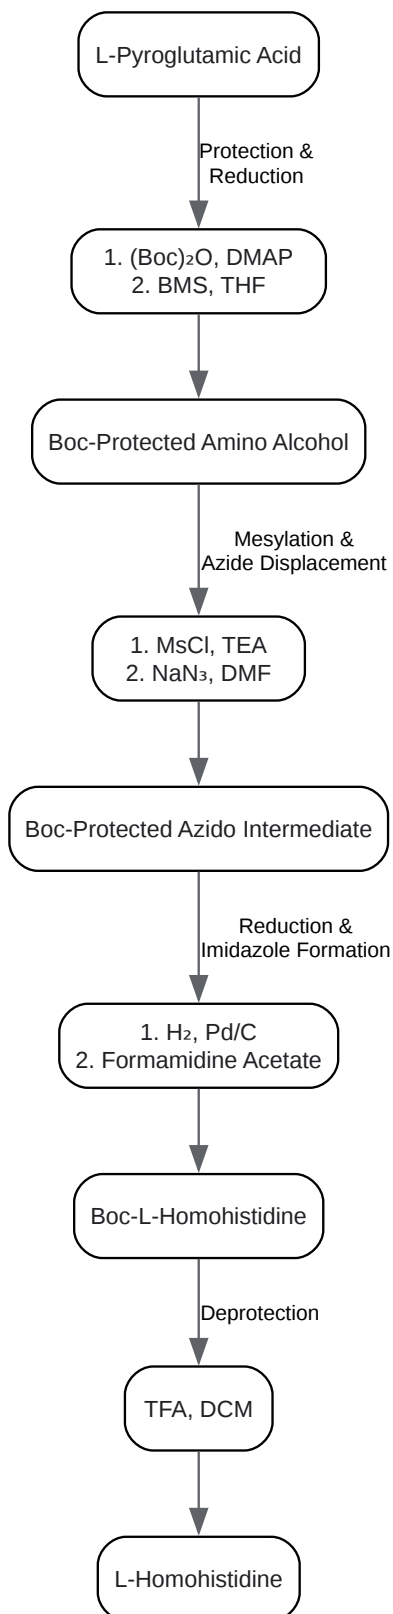 L-Pyroglutamic Acid
Protection &
Reduction
1. (Boc)₂O, DMAP
2. BMS, THF
Boc-Protected Amino Alcohol
Mesylation &
Azide Displacement
1. MsCl, TEA
2. NaN₃, DMF
Boc-Protected Azido Intermediate
Reduction &
Imidazole Formation
1. H₂, Pd/C
2. Formamidine Acetate
Boc-L-Homohistidine
Deprotection
TFA, DCM
L-Homohistidine